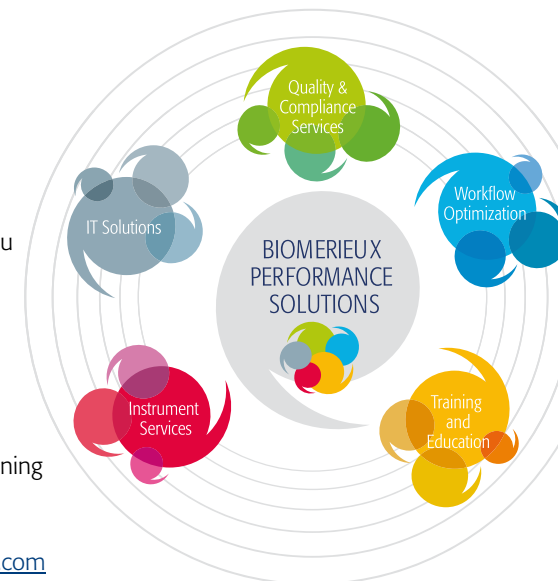 Quality &
Compliance
Services
Workflow
Optimization
IT Solutions
u
BIOMERIEUX
PERFORMANCE
SOLUTIONS
Training
and
Education
Instrument
Services
ning
.com